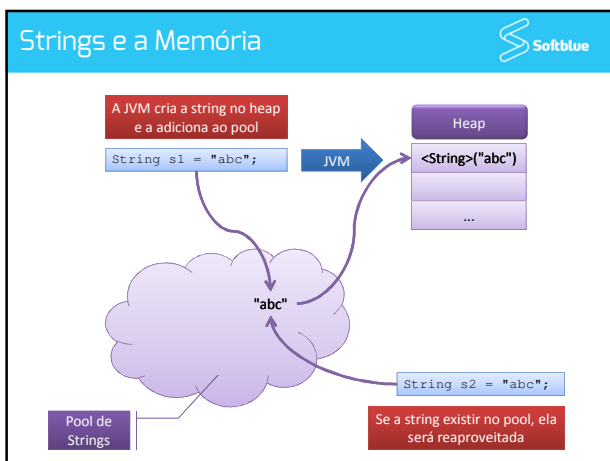 Strings e a Memória
Softblue
A JVM cria a string no heap
e a adiciona ao pool
String s1 = "abc";
JVM
Heap
<String>("abc")
...
"abc"
String s2 = "abc";
Pool de
Strings
Se a string existir no pool, ela
será reaproveitada